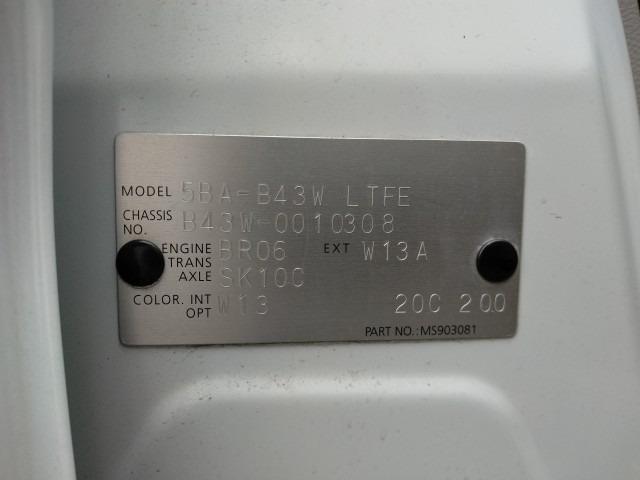 MODEL 5BA-B43W LTFE
CHASSIS NO. B43W-0010308
ENGINE BR06 EXT W13A
TRANS AXLE SK10C
COLOR. INT OPT W13 20C 200
PART NO.: MS903081